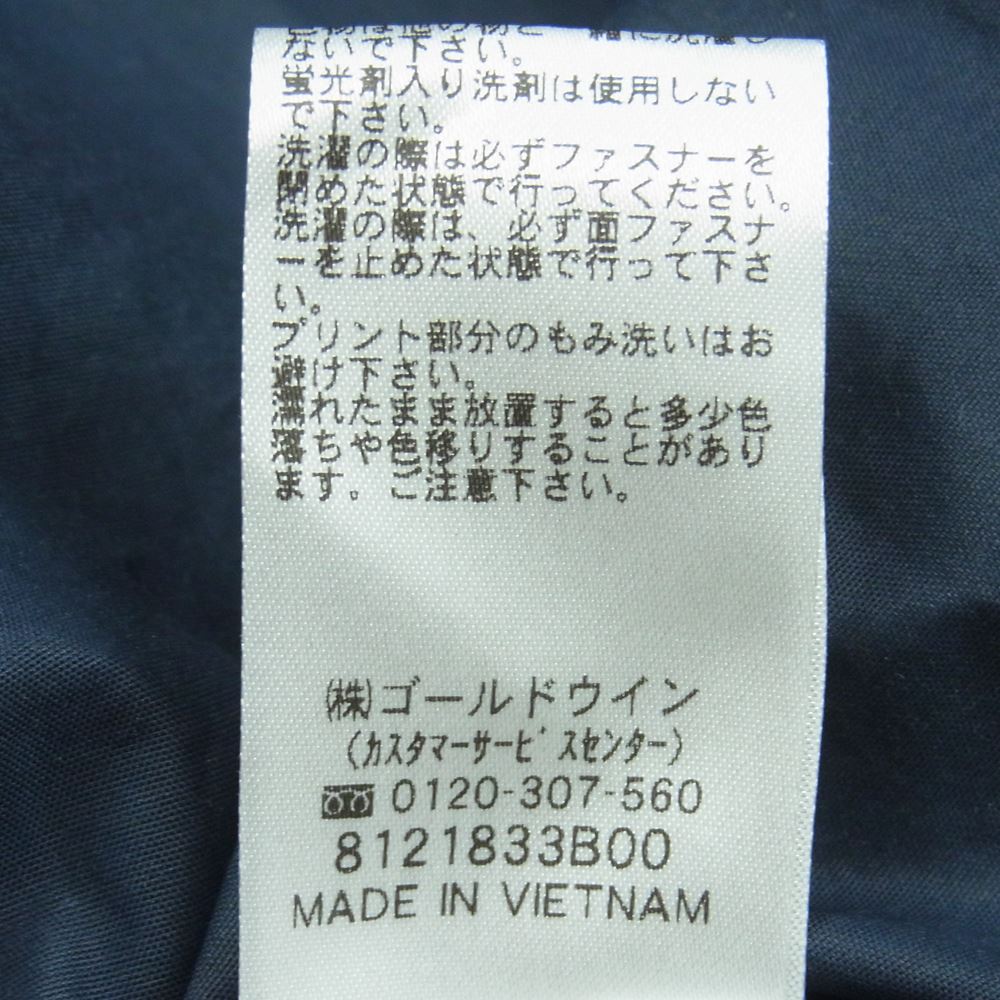 ないで下さい。
蛍光剤入り洗剤は使用しない
で下さい。
洗濯の際は必ずファスナーを
閉めた状態で行ってください。
洗濯の際は、必ず面ファスナ
ーを止めた状態で行って下さ
い。
プリント部分のもみ洗いはお
避け下さい。
濡れたまま放置すると多少色
落ちや色移りすることがあり
ます。ご注意下さい。
㈱ゴールドウイン
(カスタマーサービスセンター)
0120-307-560
8121833B00
MADE IN VIETNAM